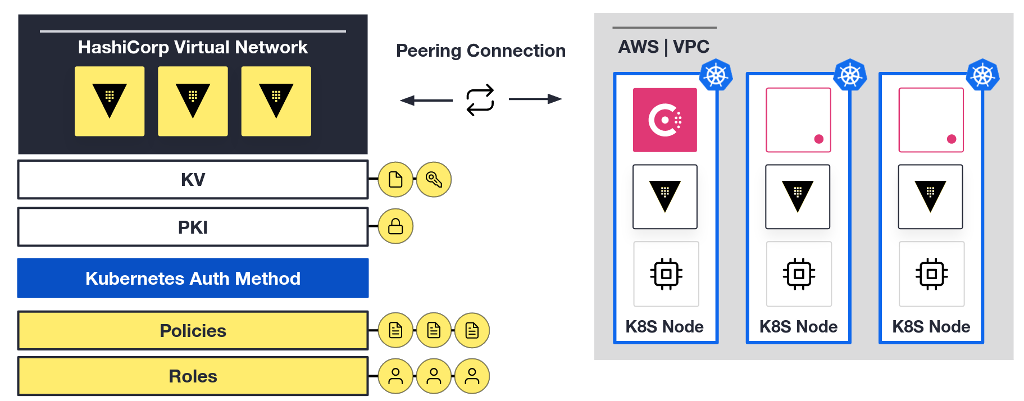 HashiCorp Virtual Network
Peering Connection
AWS | VPC
KV
PKI
Kubernetes Auth Method
Policies
Roles
K8S Node
K8S Node
K8S Node